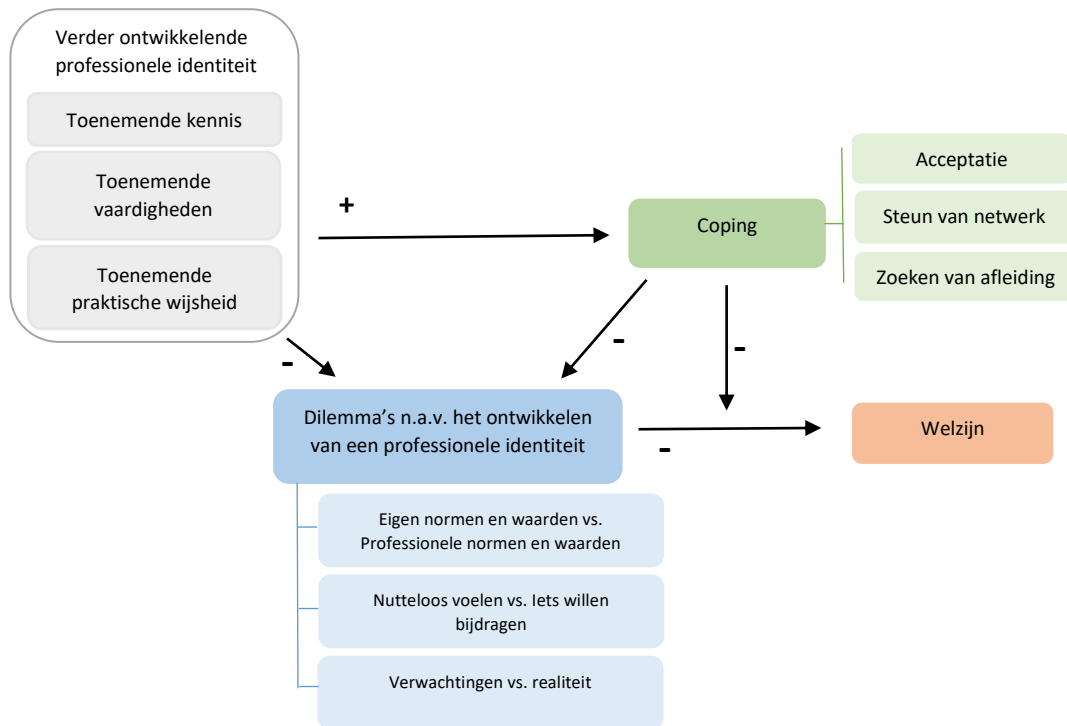 Verder ontwikkelende
professionele identiteit
Toenemende kennis
Toenemende
vaardigheden
Toenemende
praktische wijsheid
+
Coping
Acceptatie
Steun van netwerk
Zoeken van afleiding
-
-
-
Dilemma's n.a.v. het ontwikkelen
van een professionele identiteit
-
Welzijn
Eigen normen en waarden vs.
Professionele normen en waarden
Nutteloos voelen vs. Iets willen
bijdragen
Verwachtingen vs. realiteit